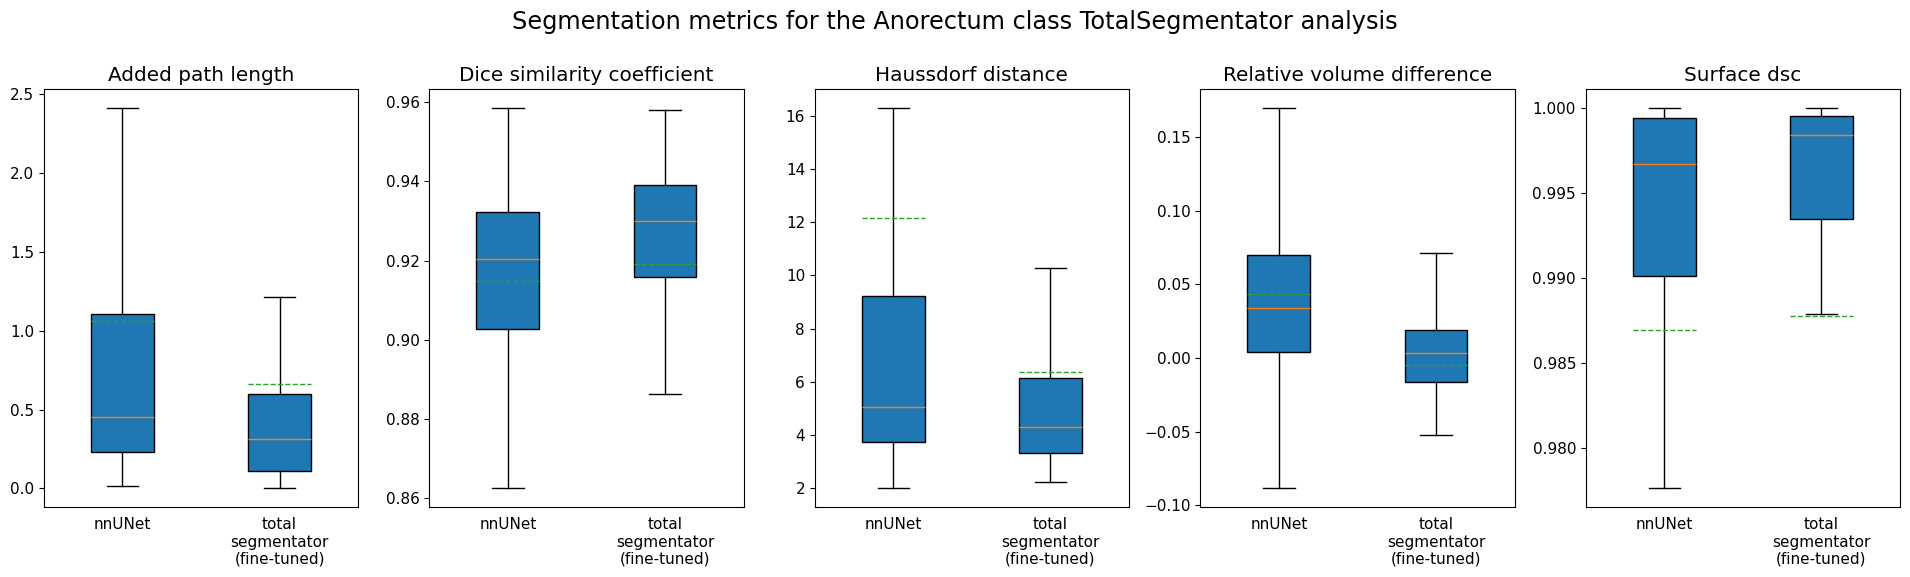 Segmentation metrics for the Anorectum class TotalSegmentator analysis
Added path length
2.5
2.0
1.5
1.0
0.5
0.0
nnUNet
total
segmentator
(fine-tuned)
Dice similarity coefficient
0.96
0.94
0.92
0.90
0.88
0.86
nnUNet
total
segmentator
(fine-tuned)
Haussdorf distance
16
14
12
10
8
6
4
2
nnUNet
total
segmentator
(fine-tuned)
Relative volume difference
0.15
0.10
0.05
0.00
−0.05
−0.10
nnUNet
total
segmentator
(fine-tuned)
Surface dsc
1.000
0.995
0.990
0.985
0.980
nnUNet
total
segmentator
(fine-tuned)